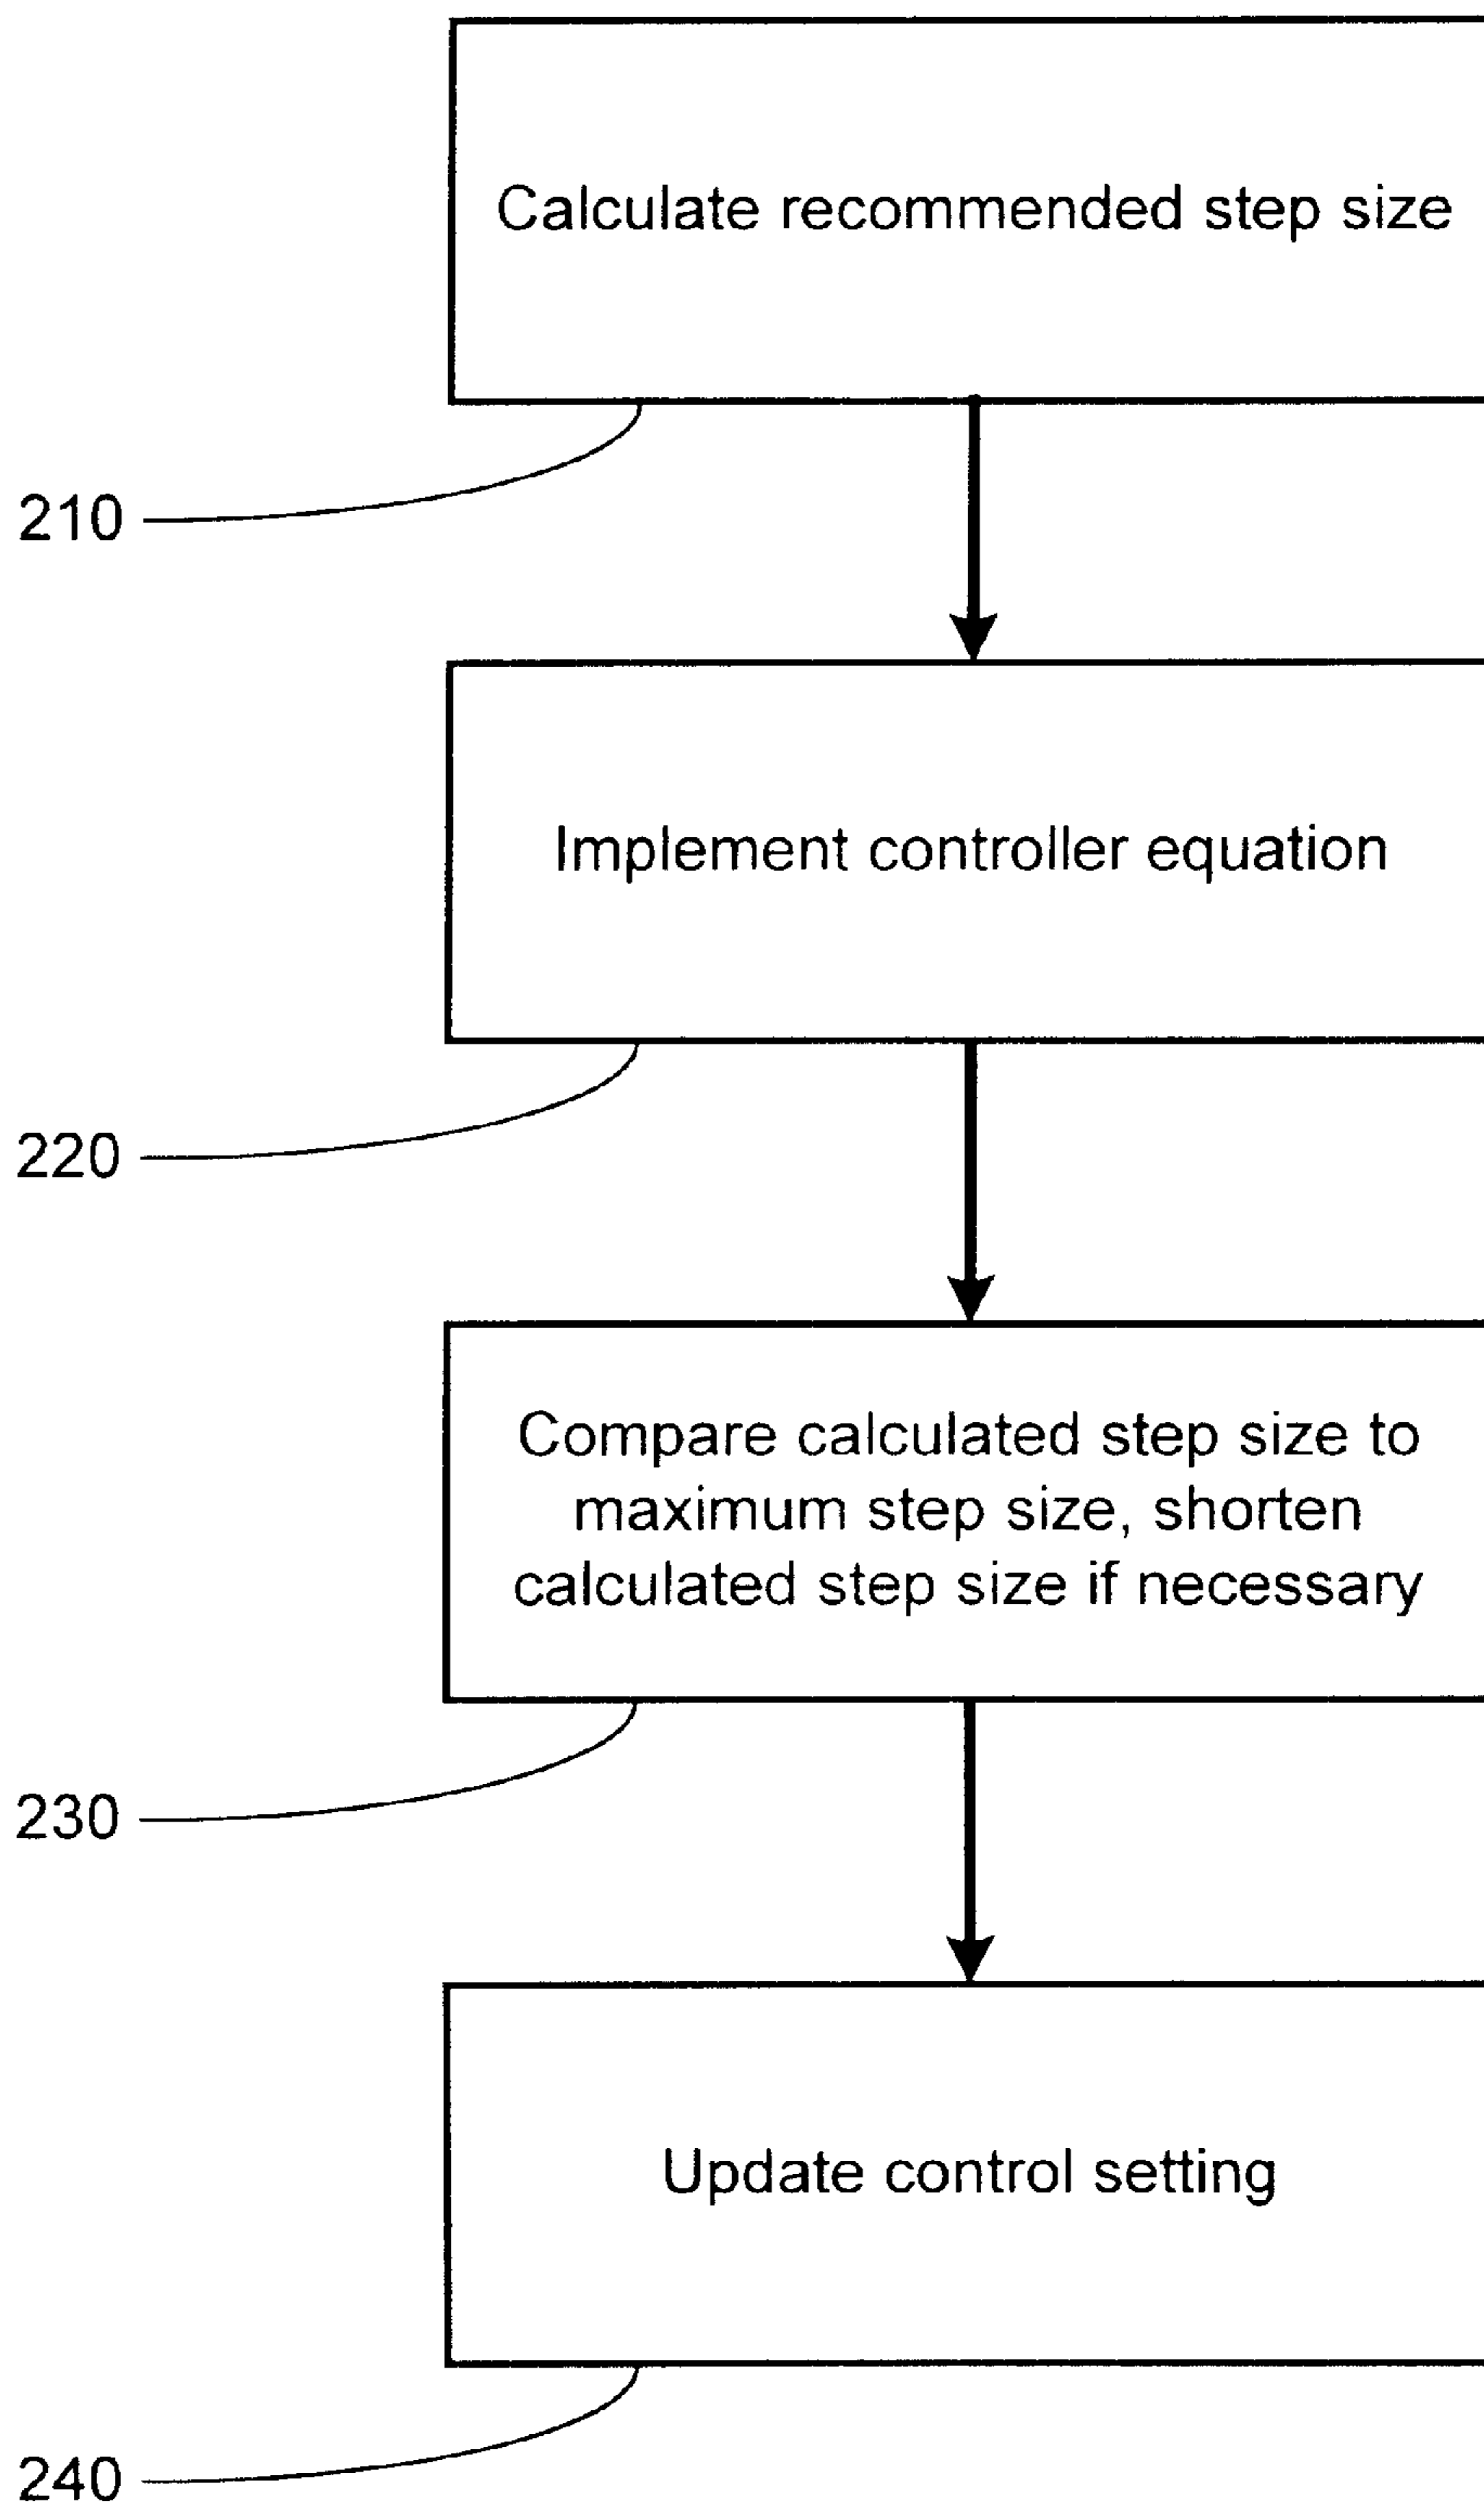 Calculate recommended step size
210
Implement controller equation
220
Compare calculated step size to
maximum step size, shorten
calculated step size if necessary
230
Update control setting
240